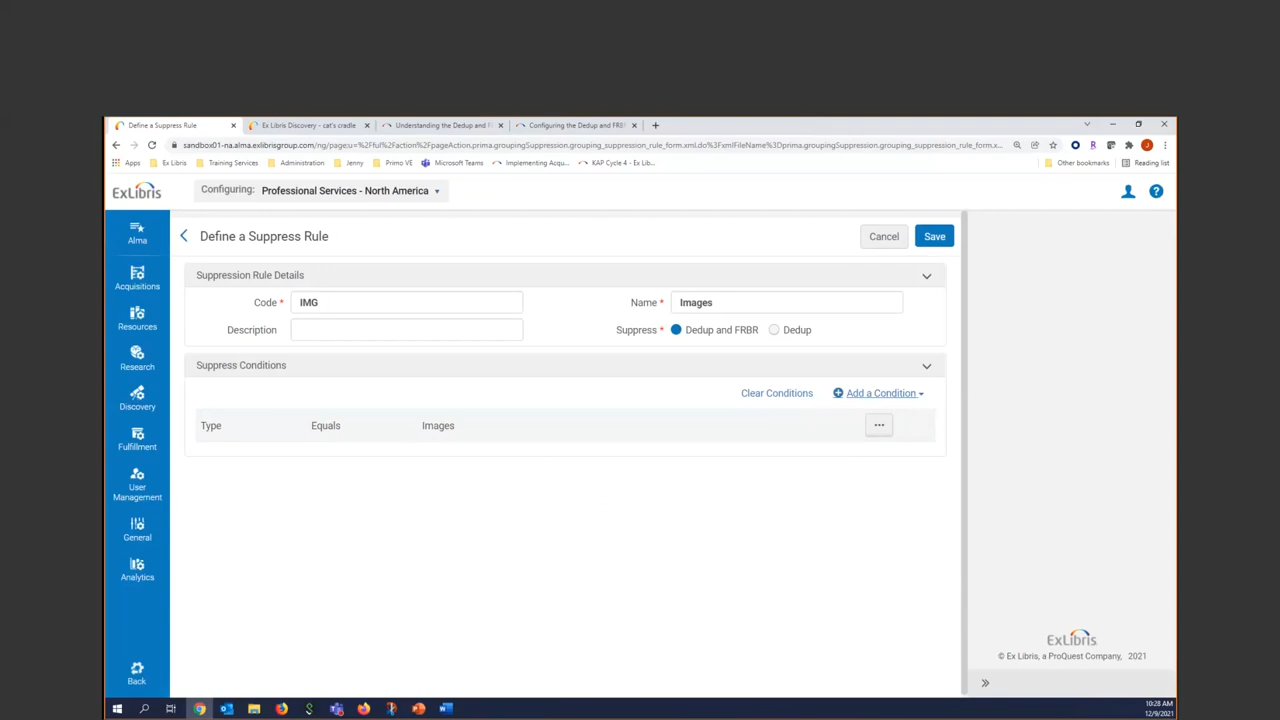 Define a Suppress Rule
Ex Libris Discovery - cat's cradle
Understanding the Dedup and F
Configuring the Dedup and FRB
sandbox01-na.alma.exlibrisgroup.com/ng/page;u=%2Fful%2Faction%2FpageAction.prima.groupingSuppression.grouping_suppression_rule_form.xml.do%3FxmlFileName%3Dprima.groupingSuppression.grouping_suppression_rule_form.xml...
Apps Ex Libris Training Services Administration Jenny Primo VE Microsoft Teams Implementing Acqu... KAP Cycle 4 - Ex Lib... Other bookmarks Reading list
ExLibris Configuring: Professional Services - North America
Alma
Acquisitions
Resources
Research
Discovery
Fulfillment
User
Management
General
Analytics
Back
Define a Suppress Rule Cancel Save
Suppression Rule Details
Code * IMG Name * Images
Description Suppress * Dedup and FRBR Dedup
Suppress Conditions
Clear Conditions Add a Condition
Type Equals Images
ExLibris
© Ex Libris, a ProQuest Company, 2021
10:28 AM
12/9/2021